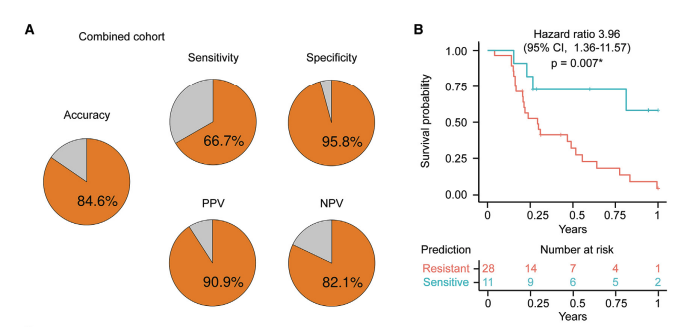 A
Combined cohort
Accuracy
84.6%
Sensitivity
66.7%
Specificity
95.8%
PPV
90.9%
NPV
82.1%
B
Hazard ratio 3.96
(95% CI, 1.36-11.57)
p = 0.007*
Survival probability
1.00
0.75
0.50
0.25
0.00
0 0.25 0.5 0.75 1
Years
Prediction Number at risk
Resistant 28 14 7 4 1
Sensitive 11 9 6 5 2
0 0.25 0.5 0.75 1
Years